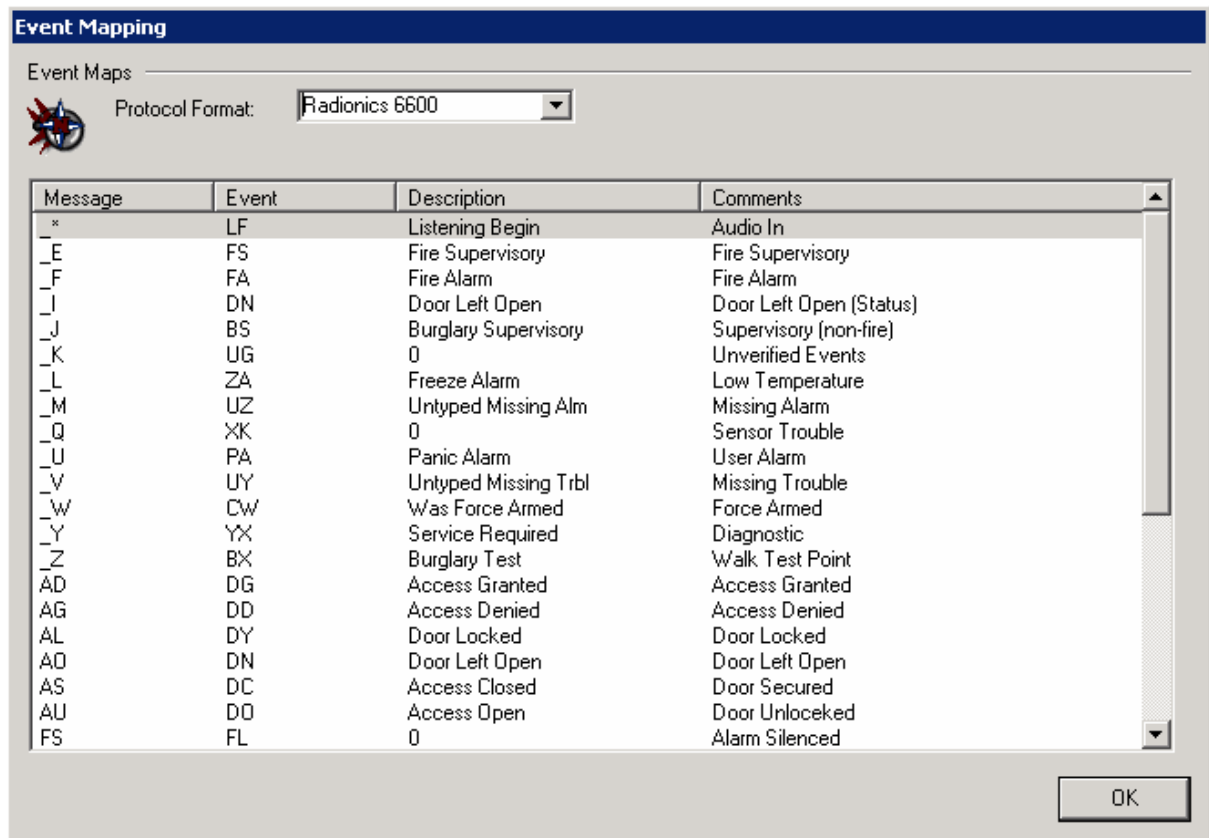 Event Mapping
Event Maps
Protocol Format: Radionics 6600
Message Event Description Comments
_* LF Listening Begin Audio In
_E FS Fire Supervisory Fire Supervisory
_F FA Fire Alarm Fire Alarm
_I DN Door Left Open Door Left Open (Status)
_J BS Burglary Supervisory Supervisory (non-fire)
_K UG 0 Unverified Events
_L ZA Freeze Alarm Low Temperature
_M UZ Untyped Missing Alm Missing Alarm
_Q XK 0 Sensor Trouble
_U PA Panic Alarm User Alarm
_V UY Untyped Missing Trbl Missing Trouble
_W CW Was Force Armed Force Armed
_Y YX Service Required Diagnostic
_Z BX Burglary Test Walk Test Point
AD DG Access Granted Access Granted
AG DD Access Denied Access Denied
AL DY Door Locked Door Locked
AO DN Door Left Open Door Left Open
AS DC Access Closed Door Secured
AU DO Access Open Door Unloceked
FS FL 0 Alarm Silenced
OK